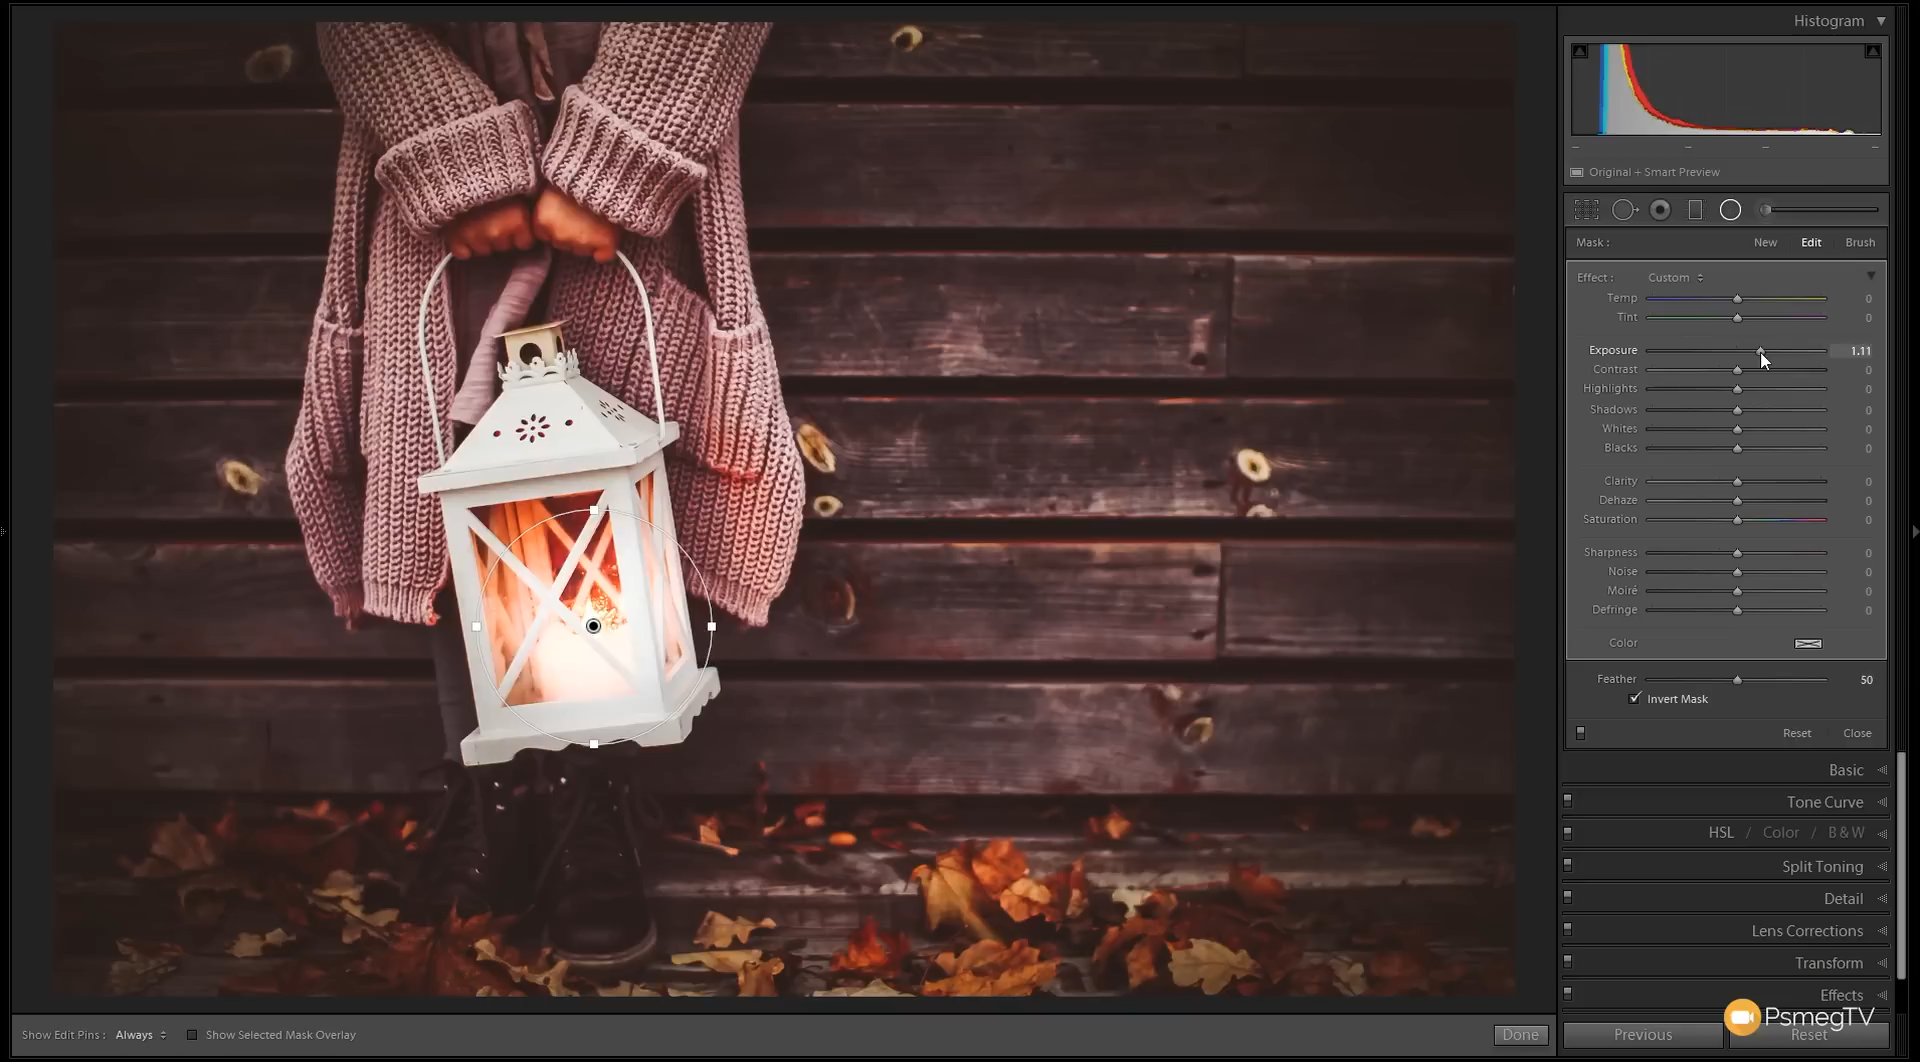 Histogram
Original + Smart Preview
Mask : New Edit Brush
Effect : Custom
Temp 0
Tint 0
Exposure 1.11
Contrast 0
Highlights 0
Shadows 0
Whites 0
Blacks 0
Clarity 0
Dehaze 0
Saturation 0
Sharpness 0
Noise 0
Moiré 0
Defringe 0
Color
Feather 50
Invert Mask
Reset Close
Basic
Tone Curve
HSL / Color / B & W
Split Toning
Detail
Lens Corrections
Transform
Effects
PsmegTV
Show Edit Pins : Always Show Selected Mask Overlay Done Previous Reset